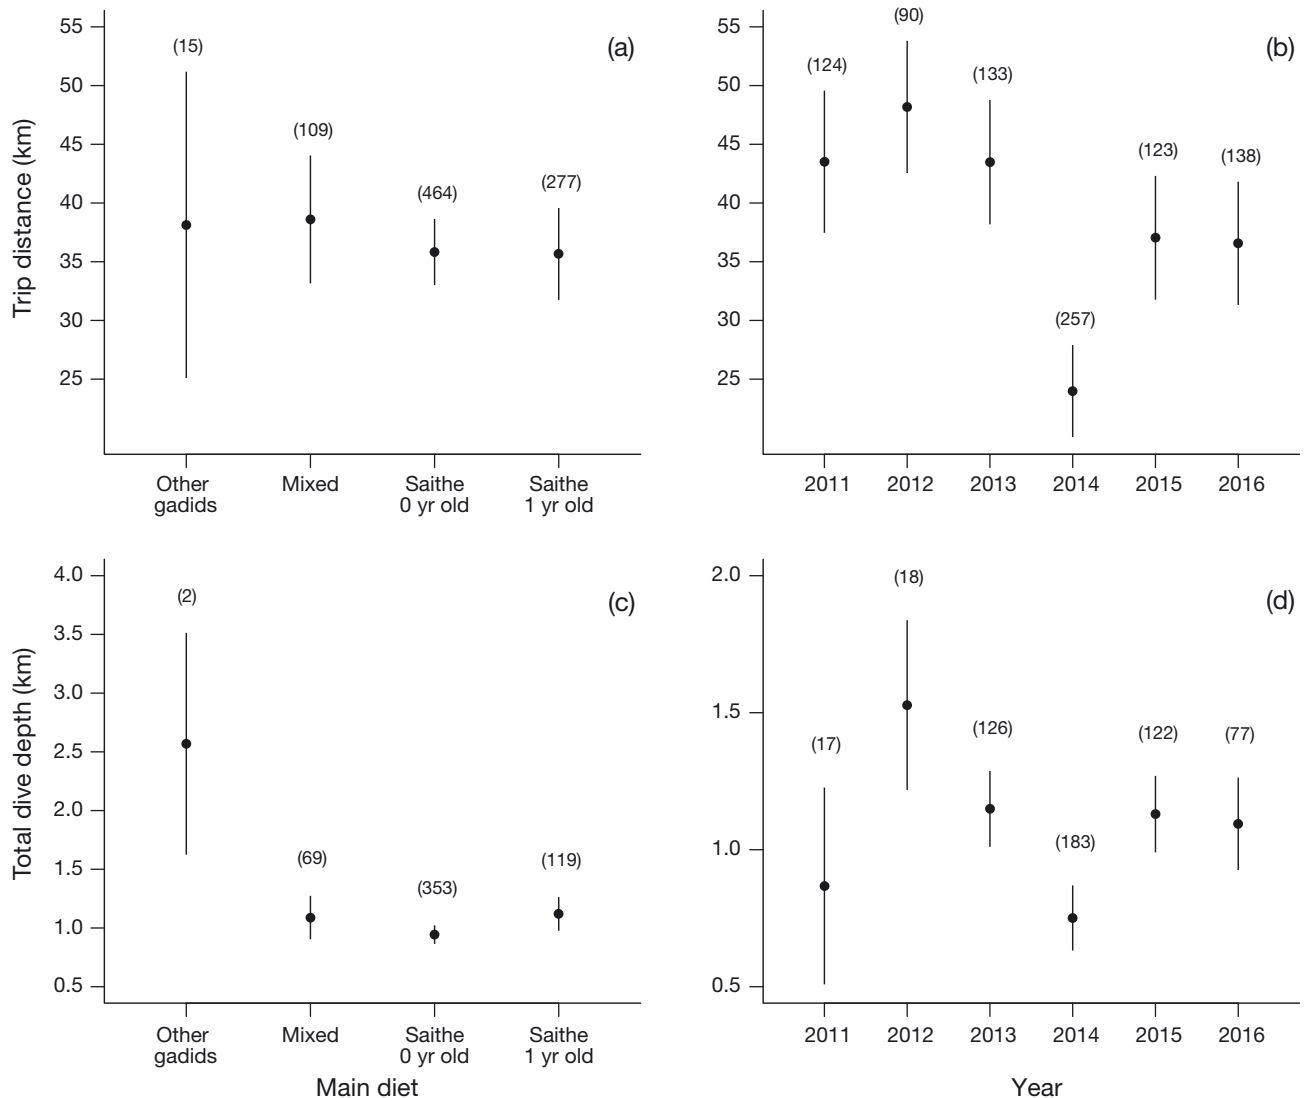 (a)
Trip distance (km)
55
50
45
40
35
30
25
(15)
(109)
(464)
(277)
Other
gadids
Mixed
Saithe
0 yr old
Saithe
1 yr old
(b)
55
50
45
40
35
30
25
(124)
(90)
(133)
(257)
(123)
(138)
2011
2012
2013
2014
2015
2016
(c)
Total dive depth (km)
4.0
3.5
3.0
2.5
2.0
1.5
1.0
0.5
(2)
(69)
(353)
(119)
Other
gadids
Mixed
Saithe
0 yr old
Saithe
1 yr old
Main diet
(d)
2.0
1.5
1.0
0.5
(17)
(18)
(126)
(183)
(122)
(77)
2011
2012
2013
2014
2015
2016
Year